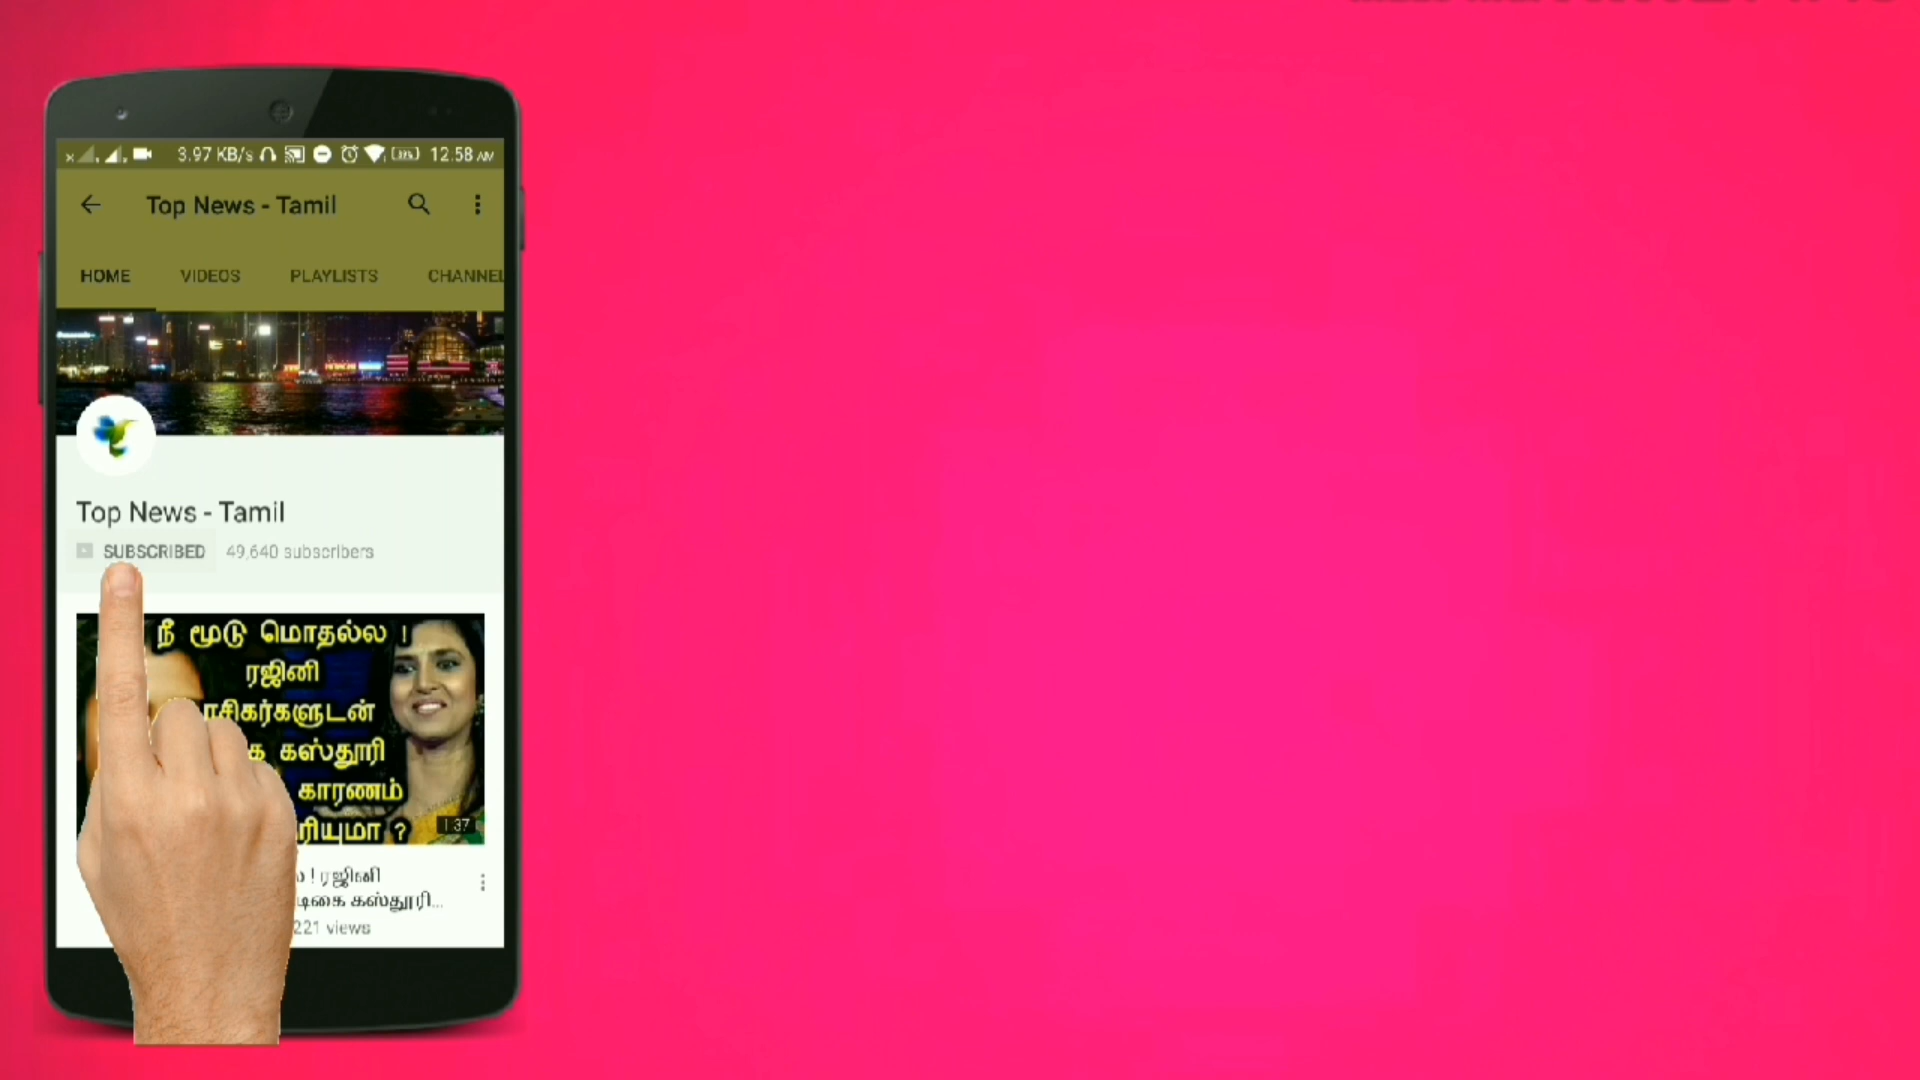 3.97 KB/s 12.58 AM
Top News - Tamil
HOME VIDEOS PLAYLISTS CHANNEL
Top News - Tamil
SUBSCRIBED 49,640 subscribers
நீ மூடு மொதல்ல !
ரஜினி
ரசிகர்களுடன்
கஸ்தூரி
காரணம்
ரியுமா ?
1:37
! ரஜினி
டிகை கஸ்தூரி...
221 views